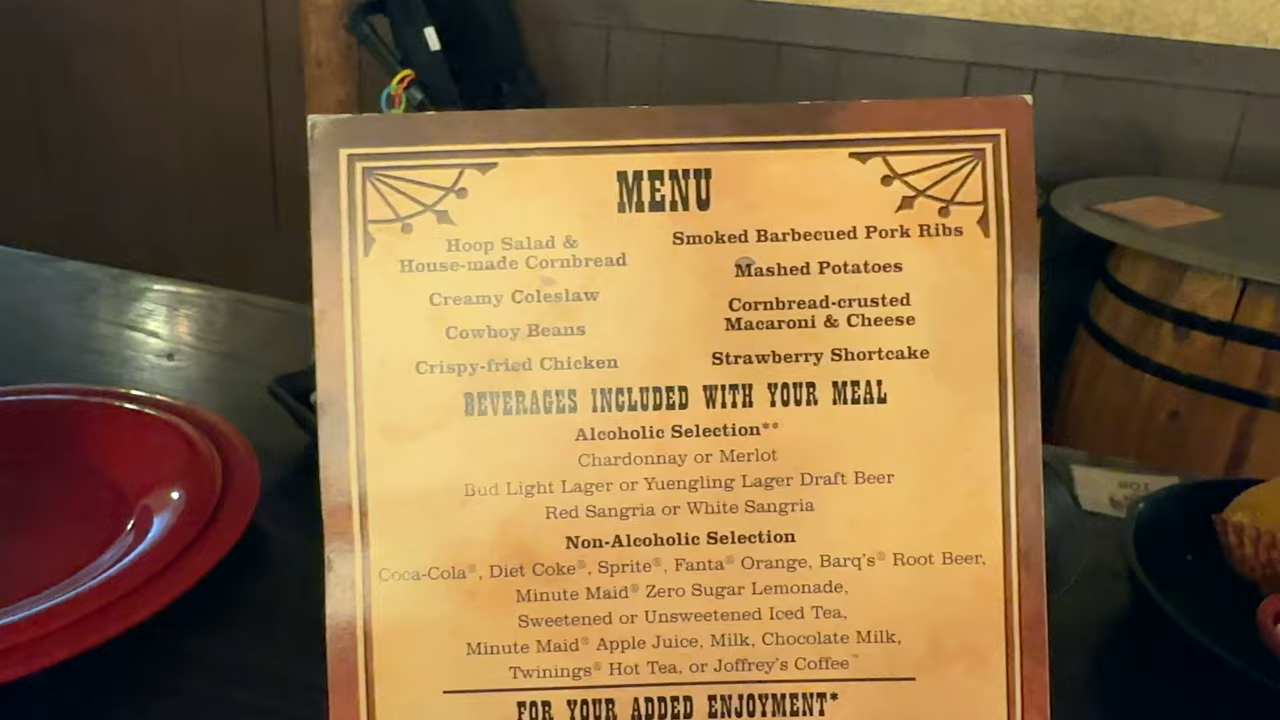 MENU
Hoop Salad &
House-made Cornbread
Creamy Coleslaw
Cowboy Beans
Crispy-fried Chicken
Smoked Barbecued Pork Ribs
Mashed Potatoes
Cornbread-crusted
Macaroni & Cheese
Strawberry Shortcake
BEVERAGES INCLUDED WITH YOUR MEAL
Alcoholic Selection**
Chardonnay or Merlot
Bud Light Lager or Yuengling Lager Draft Beer
Red Sangria or White Sangria
Non-Alcoholic Selection
Coca-Cola®, Diet Coke®, Sprite®, Fanta® Orange, Barq's® Root Beer,
Minute Maid® Zero Sugar Lemonade,
Sweetened or Unsweetened Iced Tea,
Minute Maid® Apple Juice, Milk, Chocolate Milk,
Twinings® Hot Tea, or Joffrey's Coffee™
FOR YOUR ADDED ENJOYMENT*